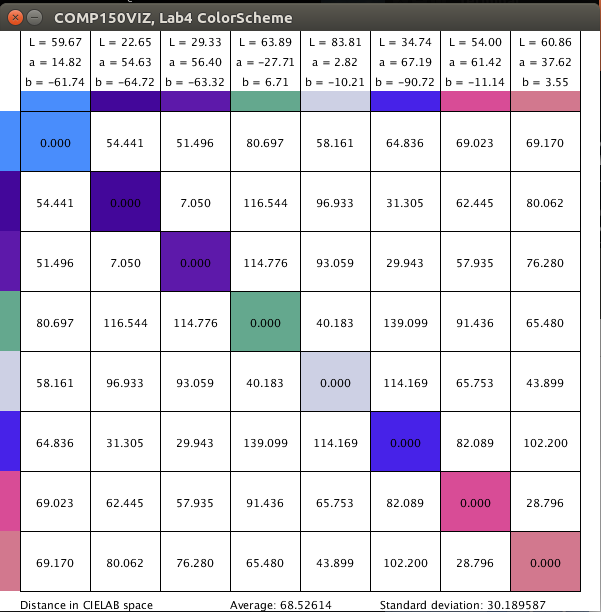 COMP150VIZ, Lab4 ColorScheme
L = 59.67 L = 22.65 L = 29.33 L = 63.89 L = 83.81 L = 34.74 L = 54.00 L = 60.86
a = 14.82 a = 54.63 a = 56.40 a = −27.71 a = 2.82 a = 67.19 a = 61.42 a = 37.62
b = −61.74 b = −64.72 b = −63.32 b = 6.71 b = −10.21 b = −90.72 b = −11.14 b = 3.55
0.000 54.441 51.496 80.697 58.161 64.836 69.023 69.170
54.441 0.000 7.050 116.544 96.933 31.305 62.445 80.062
51.496 7.050 0.000 114.776 93.059 29.943 57.935 76.280
80.697 116.544 114.776 0.000 40.183 139.099 91.436 65.480
58.161 96.933 93.059 40.183 0.000 114.169 65.753 43.899
64.836 31.305 29.943 139.099 114.169 0.000 82.089 102.200
69.023 62.445 57.935 91.436 65.753 82.089 0.000 28.796
69.170 80.062 76.280 65.480 43.899 102.200 28.796 0.000
Distance in CIELAB space Average: 68.52614 Standard deviation: 30.189587